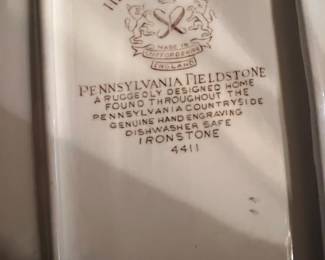 MADE IN
STAFFORDSHIRE
ENGLAND
PENNSYLVANIA FIELDSTONE
A RUGGEDLY DESIGNED HOME
FOUND THROUGHOUT THE
PENNSYLVANIA COUNTRYSIDE
GENUINE HAND ENGRAVING
DISHWASHER SAFE
IRONSTONE
4411